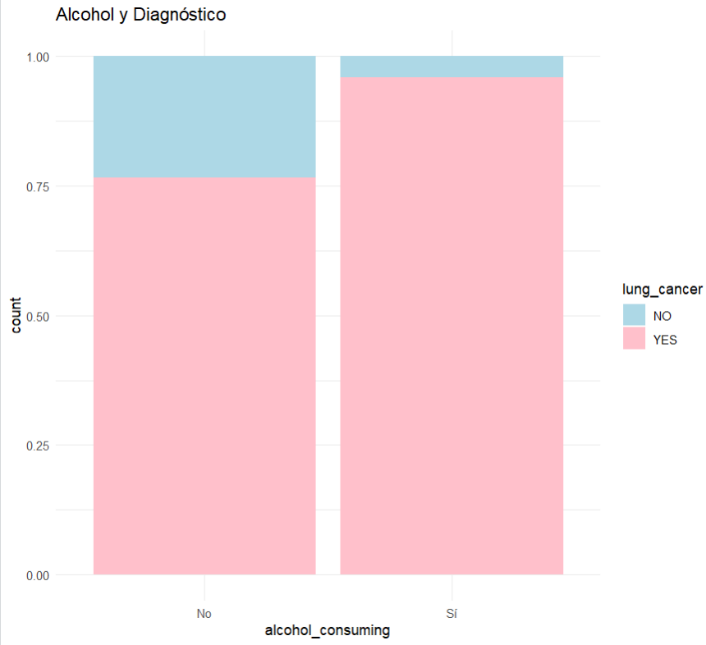 Alcohol y Diagnóstico
1.00
0.75
0.50
0.25
0.00
count
No
Sí
alcohol_consuming
lung_cancer
NO
YES